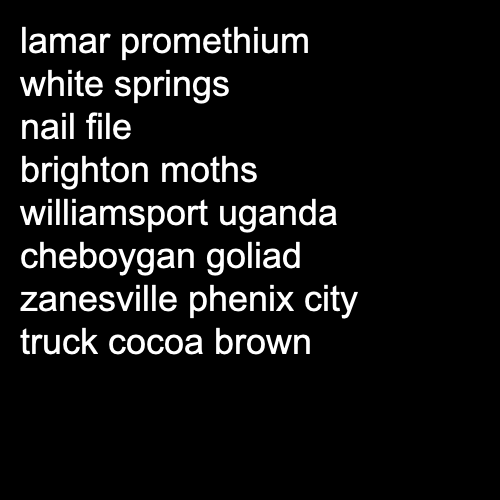 lamar promethium
white springs
nail file
brighton moths
williamsport uganda
cheboygan goliad
zanesville phenix city
truck cocoa brown